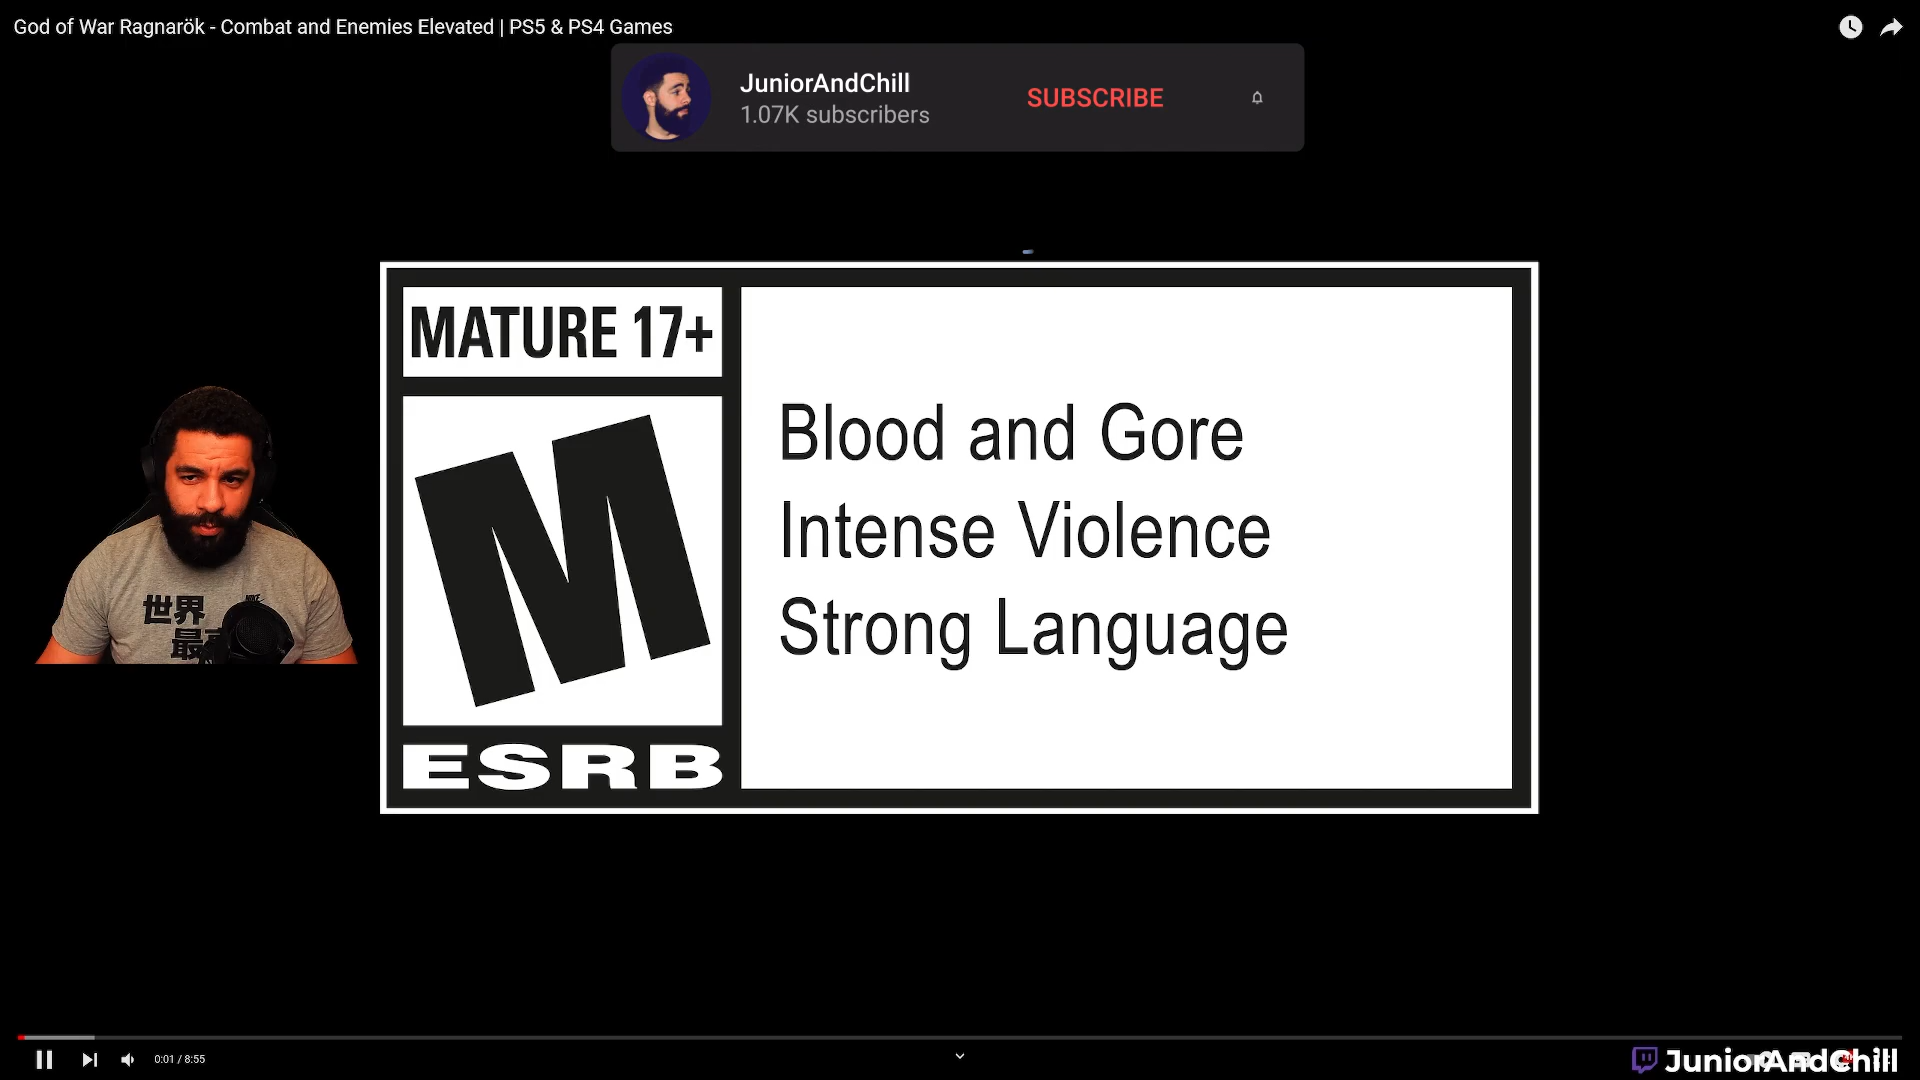 God of War Ragnarök - Combat and Enemies Elevated | PS5 & PS4 Games
JuniorAndChill
1.07K subscribers
SUBSCRIBE
MATURE 17+
M
ESRB
Blood and Gore
Intense Violence
Strong Language
世界
NIKE
0:01 / 8:55
JuniorAndChill